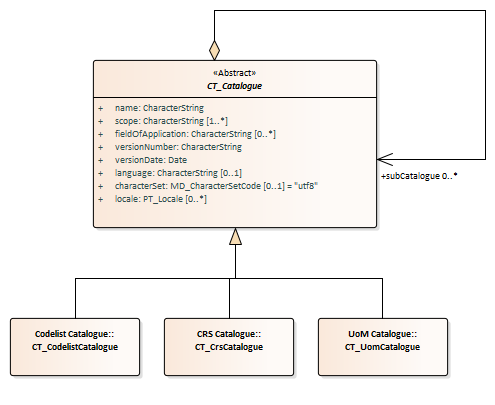 «Abstract»
CT_Catalogue
+ name: CharacterString
+ scope: CharacterString [1..*]
+ fieldOfApplication: CharacterString [0..*]
+ versionNumber: CharacterString
+ versionDate: Date
+ language: CharacterString [0..1]
+ characterSet: MD_CharacterSetCode [0..1] = "utf8"
+ locale: PT_Locale [0..*]
+subCatalogue 0..*
Codelist Catalogue::
CT_CodelistCatalogue
CRS Catalogue::
CT_CrsCatalogue
UoM Catalogue::
CT_UomCatalogue